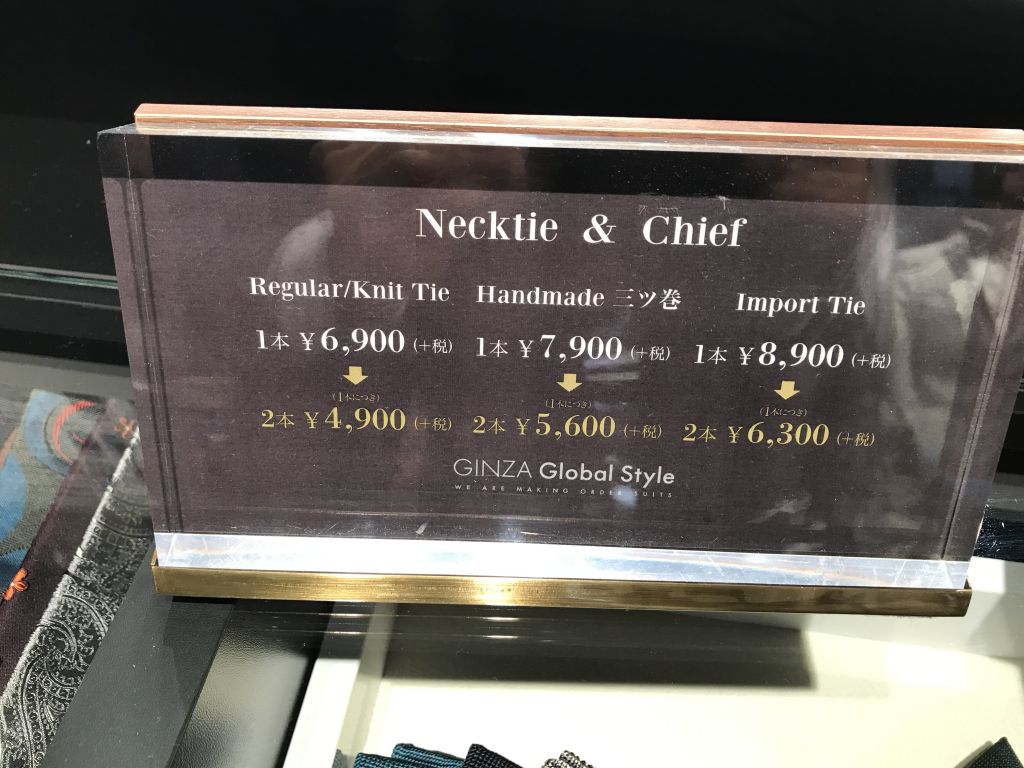 Necktie & Chief
Regular/Knit Tie
1本 ¥6,900 (+税)
(1本につき)
2本 ¥4,900 (+税)
Handmade 三ツ巻
1本 ¥7,900 (+税)
(1本につき)
2本 ¥5,600 (+税)
Import Tie
1本 ¥8,900 (+税)
(1本につき)
2本 ¥6,300 (+税)
GINZA Global Style
WE ARE MAKING ORDER SUITS